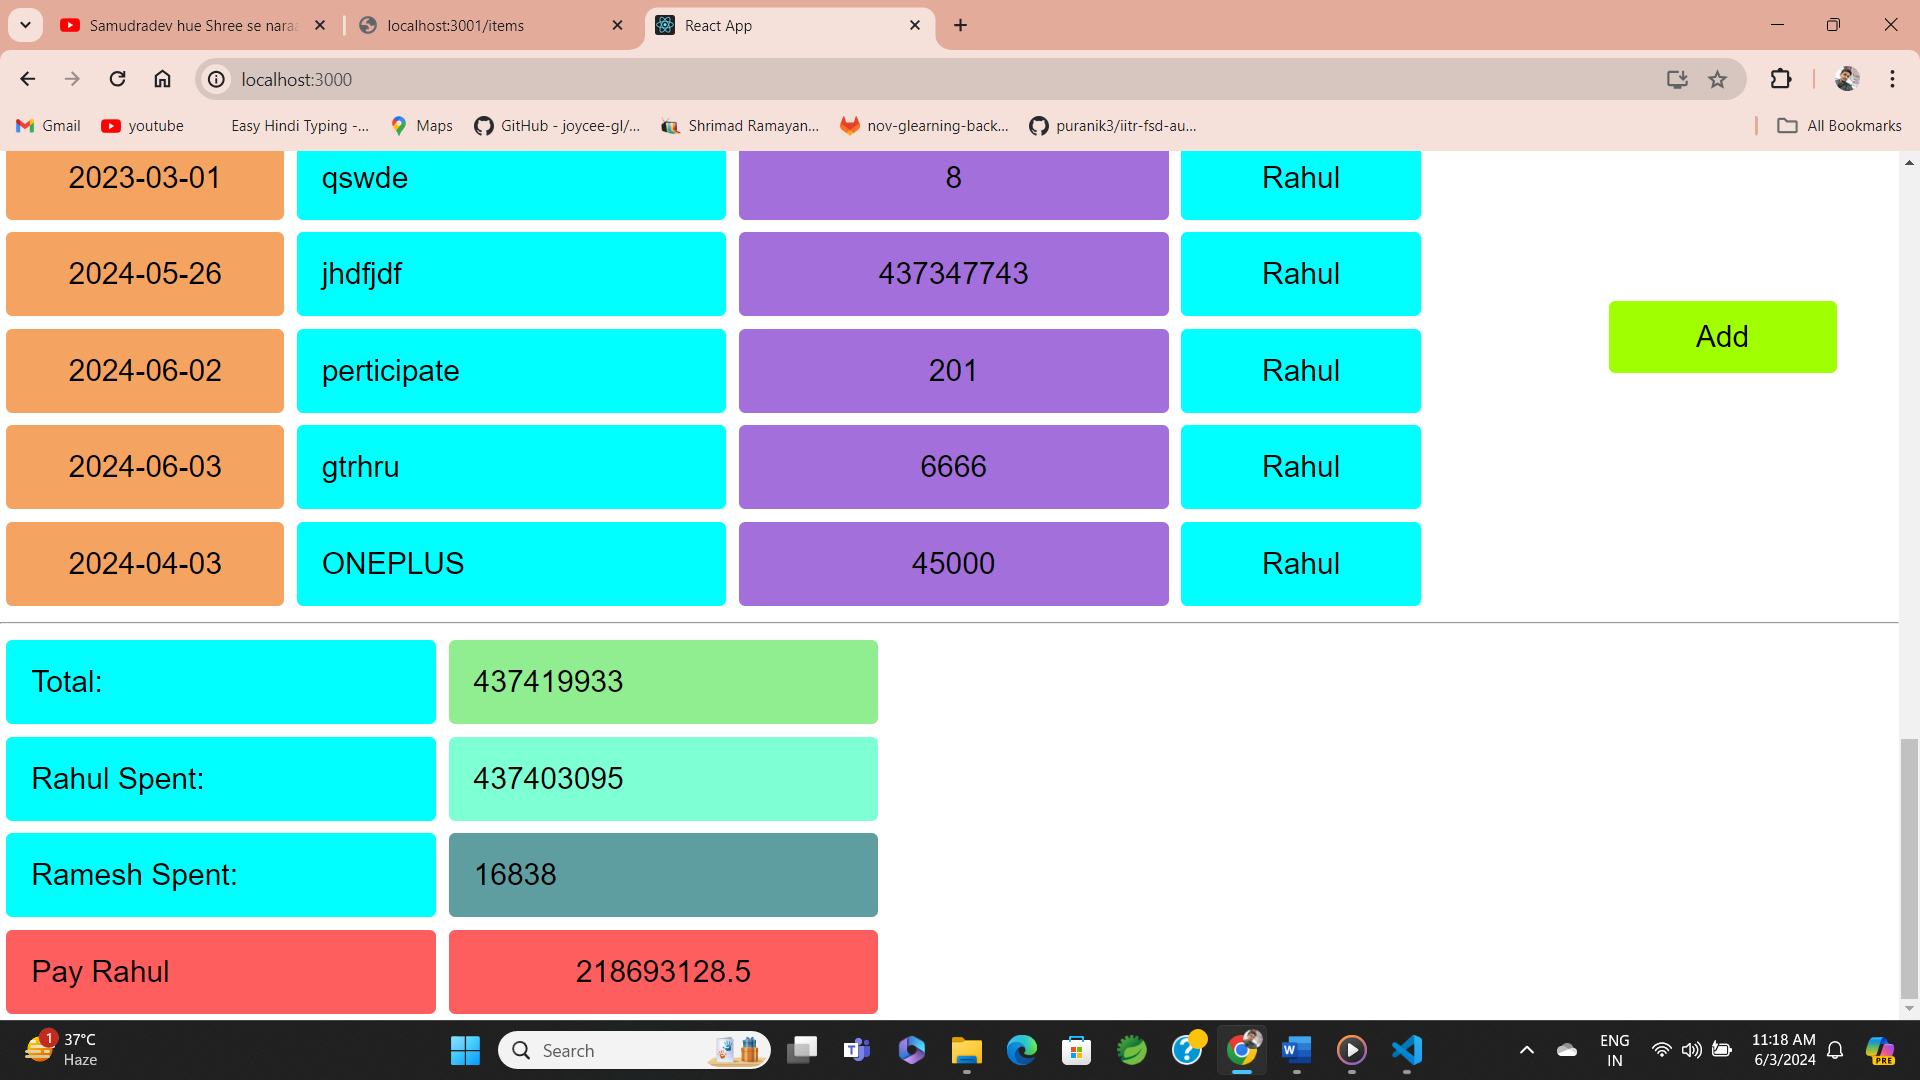 Samudradev hue Shree se nara
localhost:3001/items
React App
localhost:3000
Gmail
youtube
Easy Hindi Typing -...
Maps
GitHub - joycee-gl/...
Shrimad Ramayan...
nov-glearning-back...
puranik3/iitr-fsd-au...
All Bookmarks
2023-03-01 qswde 8 Rahul
2024-05-26 jhdfjdf 437347743 Rahul
Add
2024-06-02 perticipate 201 Rahul
2024-06-03 gtrhru 6666 Rahul
2024-04-03 ONEPLUS 45000 Rahul
Total: 437419933
Rahul Spent: 437403095
Ramesh Spent: 16838
Pay Rahul 218693128.5
1
37°C
Haze
Search
ENG
IN
11:18 AM
6/3/2024
PRE